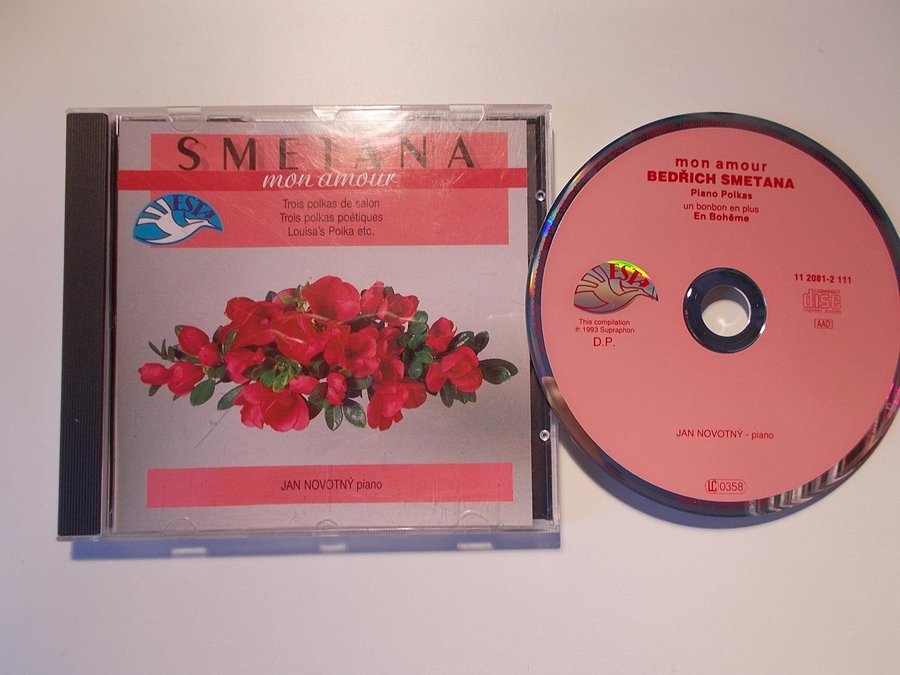 SMETANA
mon amour
Trois polkas de salon
Trois polkas poétiques
Louisa's Polka etc.
ESTA
JAN NOVOTNÝ piano
mon amour
BEDŘICH SMETANA
Piano Polkas
un bonbon en plus
En Bohême
ESTA
11 2081-2 111
COMPACT
disc
DIGITAL AUDIO
AAD
This compilation
℗ 1993 Supraphon
D.P.
JAN NOVOTNÝ - piano
LC 0358